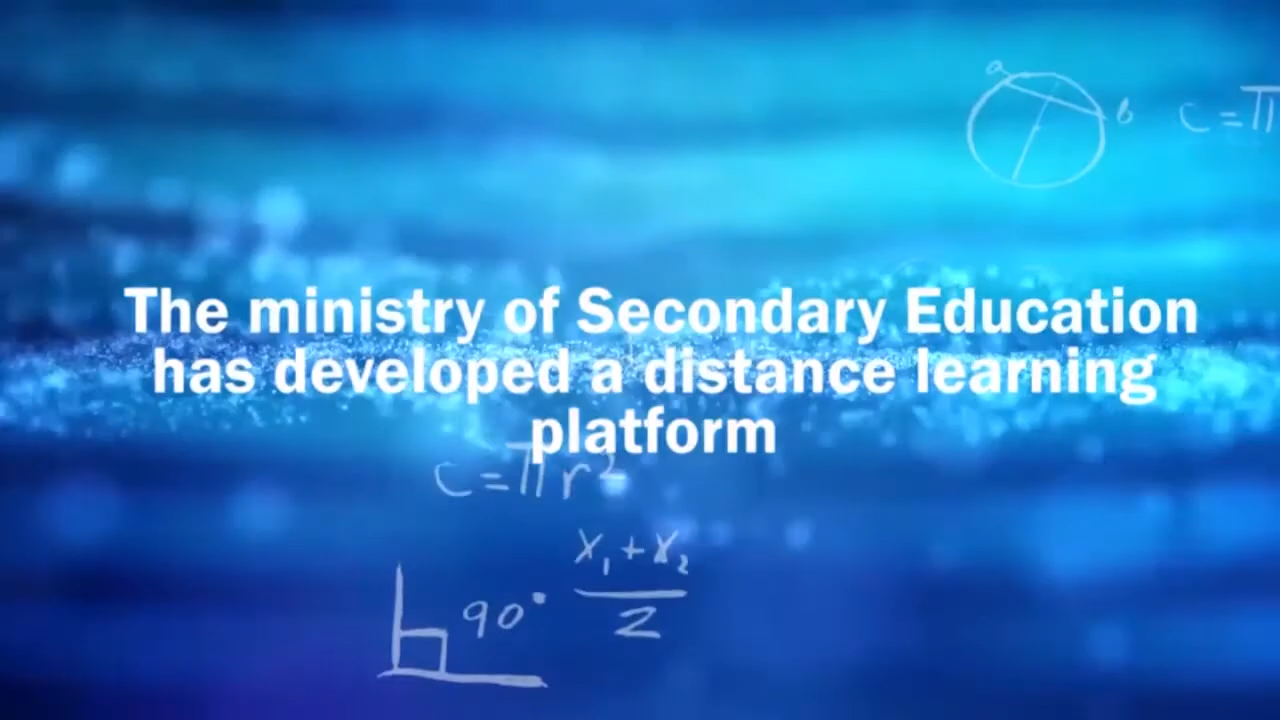 a
b
c=π
The ministry of Secondary Education
has developed a distance learning
platform
c=πr²
x₁+x₂
90°
2